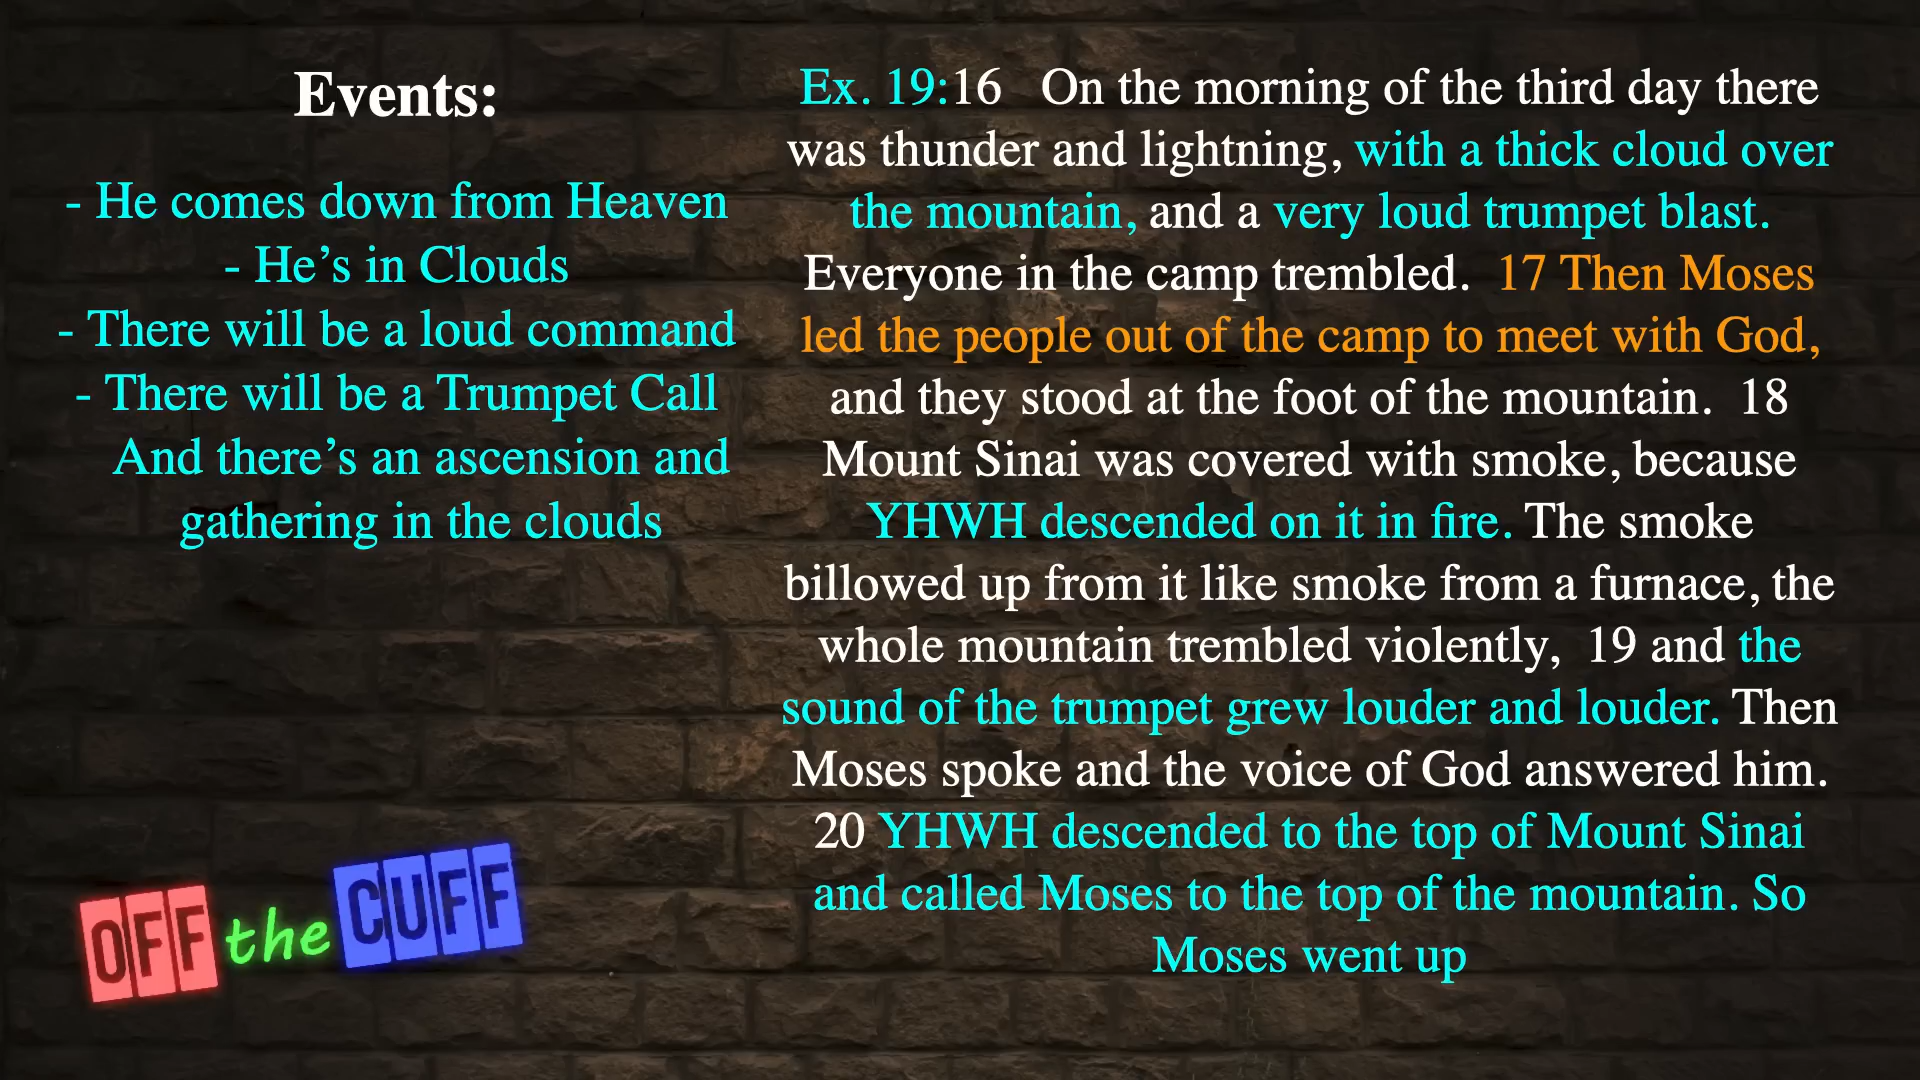 Events:
- He comes down from Heaven
- He’s in Clouds
- There will be a loud command
- There will be a Trumpet Call
And there’s an ascension and
gathering in the clouds
Ex. 19:16 On the morning of the third day there
was thunder and lightning, with a thick cloud over
the mountain, and a very loud trumpet blast.
Everyone in the camp trembled. 17 Then Moses
led the people out of the camp to meet with God,
and they stood at the foot of the mountain. 18
Mount Sinai was covered with smoke, because
YHWH descended on it in fire. The smoke
billowed up from it like smoke from a furnace, the
whole mountain trembled violently, 19 and the
sound of the trumpet grew louder and louder. Then
Moses spoke and the voice of God answered him.
20 YHWH descended to the top of Mount Sinai
and called Moses to the top of the mountain. So
Moses went up
OFF the CUFF